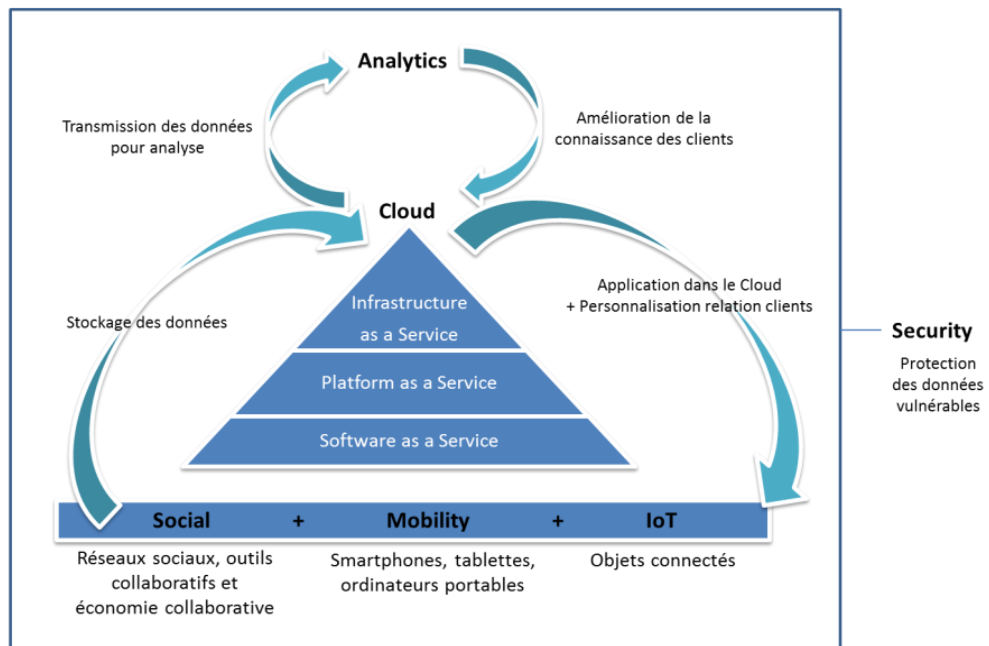 Analytics
Transmission des données
pour analyse
Amélioration de la
connaissance des clients
Cloud
Infrastructure
as a Service
Platform as a Service
Software as a Service
Stockage des données
Application dans le Cloud
+ Personnalisation relation clients
Security
Protection
des données
vulnérables
Social + Mobility + IoT
Réseaux sociaux, outils
collaboratifs et
économie collaborative
Smartphones, tablettes,
ordinateurs portables
Objets connectés